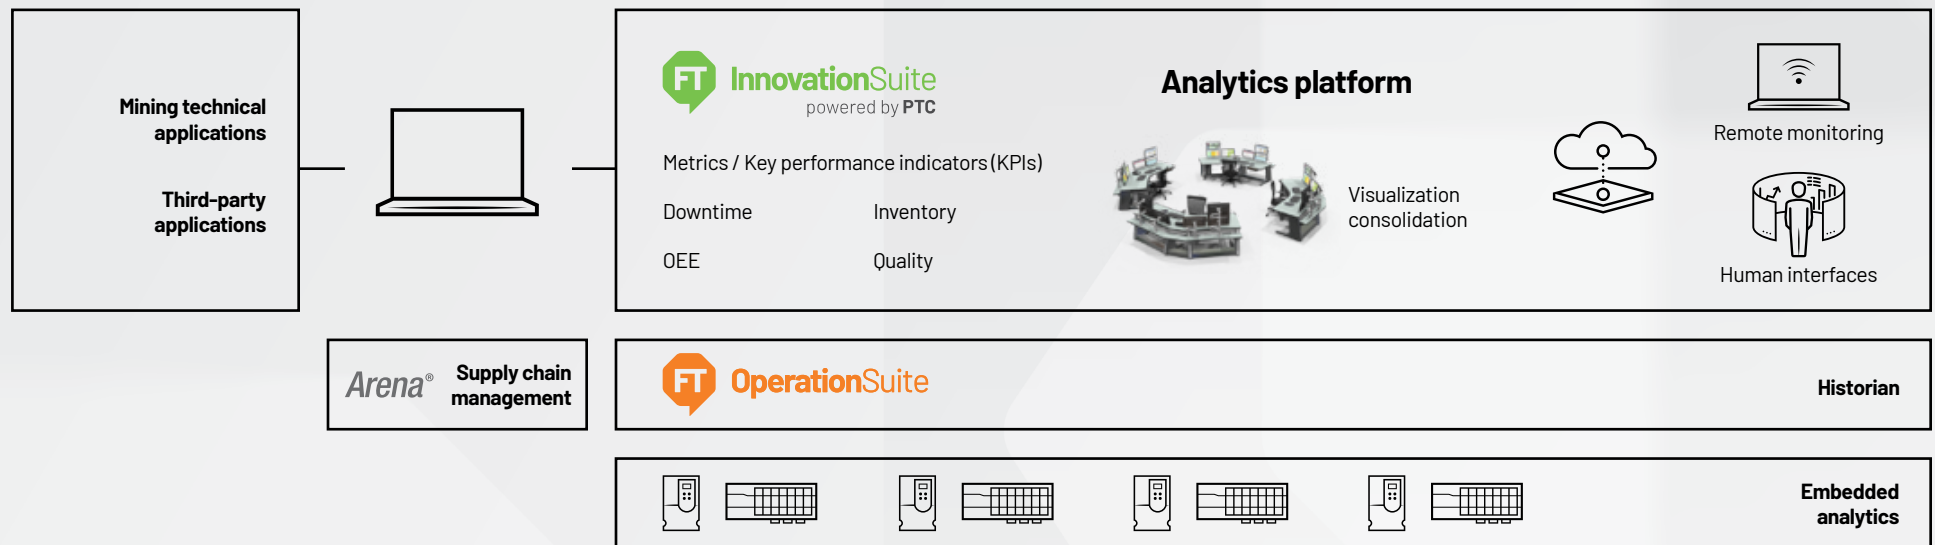 Mining technical
applications
Third-party
applications
FT InnovationSuite
powered by PTC
Metrics / Key performance indicators (KPIs)
Downtime
Inventory
OEE
Quality
Analytics platform
Visualization
consolidation
Remote monitoring
Human interfaces
Arena®
Supply chain
management
FT OperationSuite
Historian
Embedded
analytics